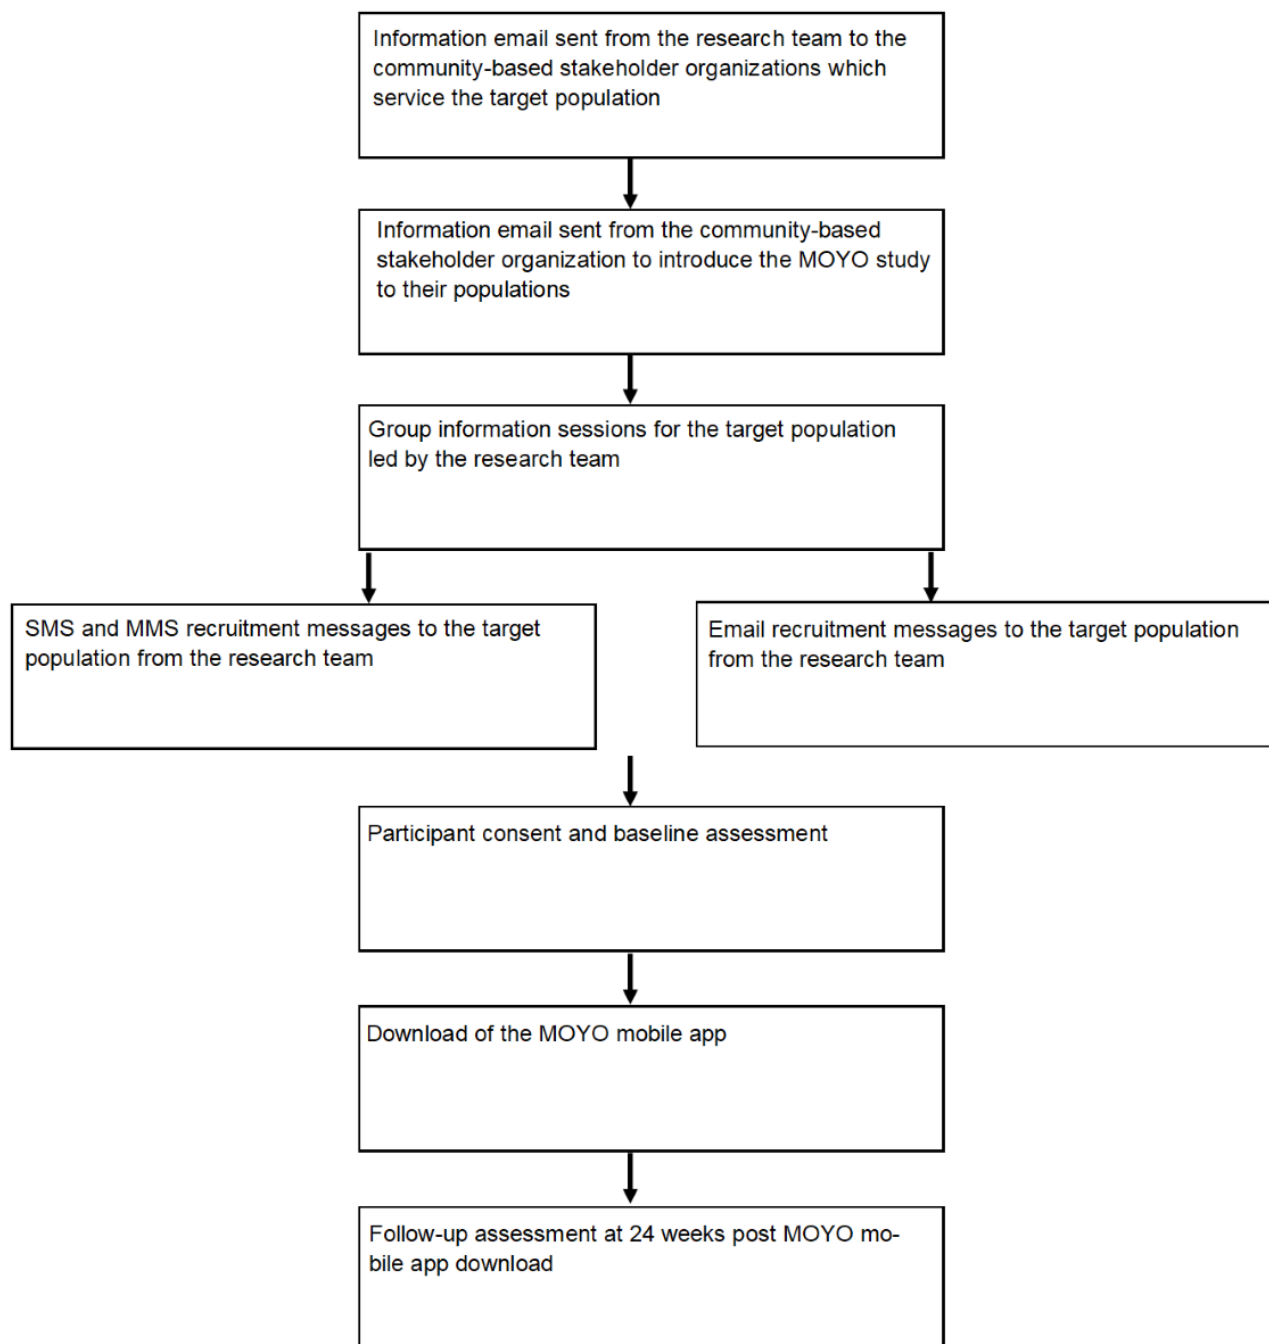 Information email sent from the research team to the
community-based stakeholder organizations which
service the target population
Information email sent from the community-based
stakeholder organization to introduce the MOYO study
to their populations
Group information sessions for the target population
led by the research team
SMS and MMS recruitment messages to the target
population from the research team
Email recruitment messages to the target population
from the research team
Participant consent and baseline assessment
Download of the MOYO mobile app
Follow-up assessment at 24 weeks post MOYO mo-
bile app download